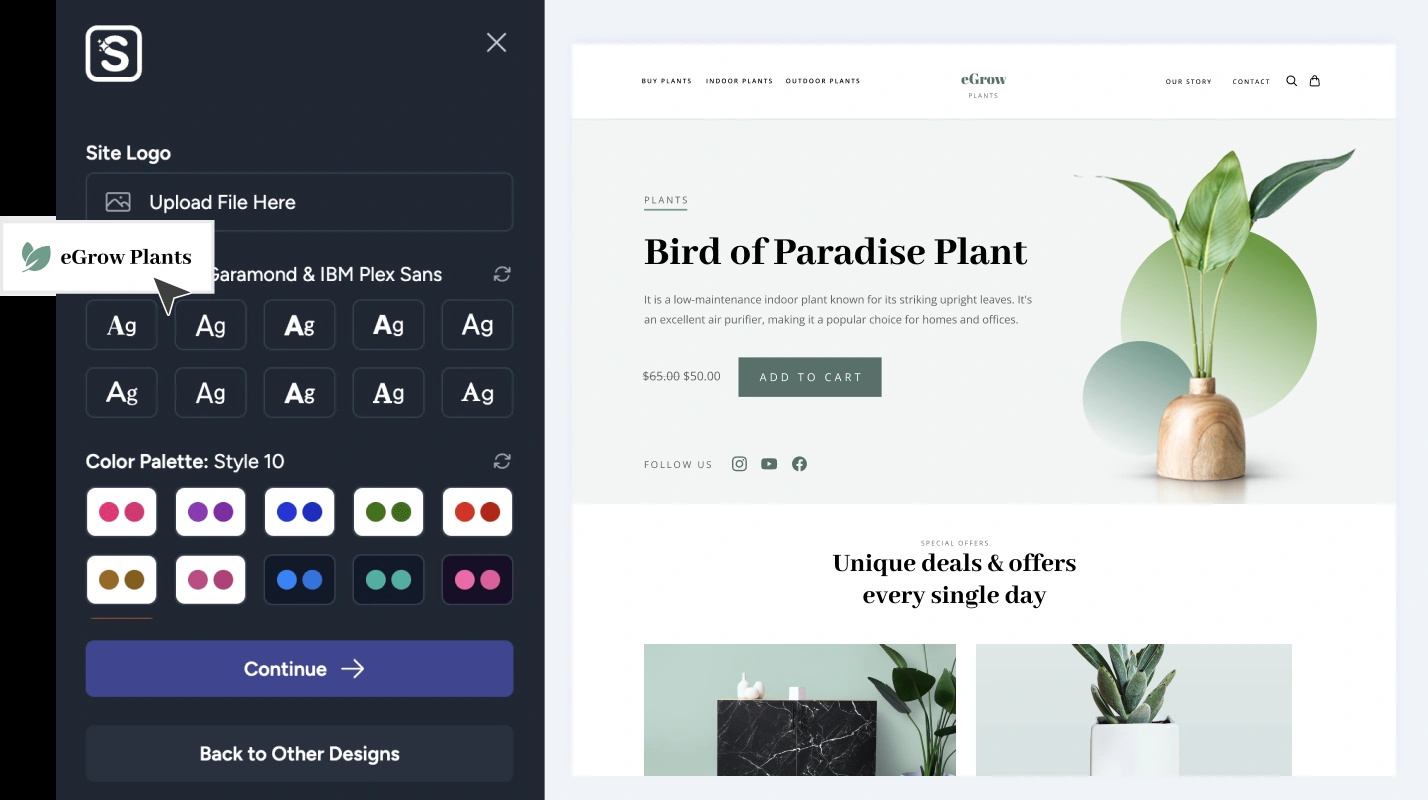 S
Site Logo
Upload File Here
eGrow Plants
Garamond & IBM Plex Sans
Ag Ag Ag Ag Ag
Ag Ag Ag Ag Ag
Color Palette: Style 10
Continue
Back to Other Designs
BUY PLANTS INDOOR PLANTS OUTDOOR PLANTS
eGrow
PLANTS
OUR STORY CONTACT
PLANTS
Bird of Paradise Plant
It is a low-maintenance indoor plant known for its striking upright leaves. It's
an excellent air purifier, making it a popular choice for homes and offices.
$65.00 $50.00 ADD TO CART
FOLLOW US
SPECIAL OFFERS
Unique deals & offers
every single day